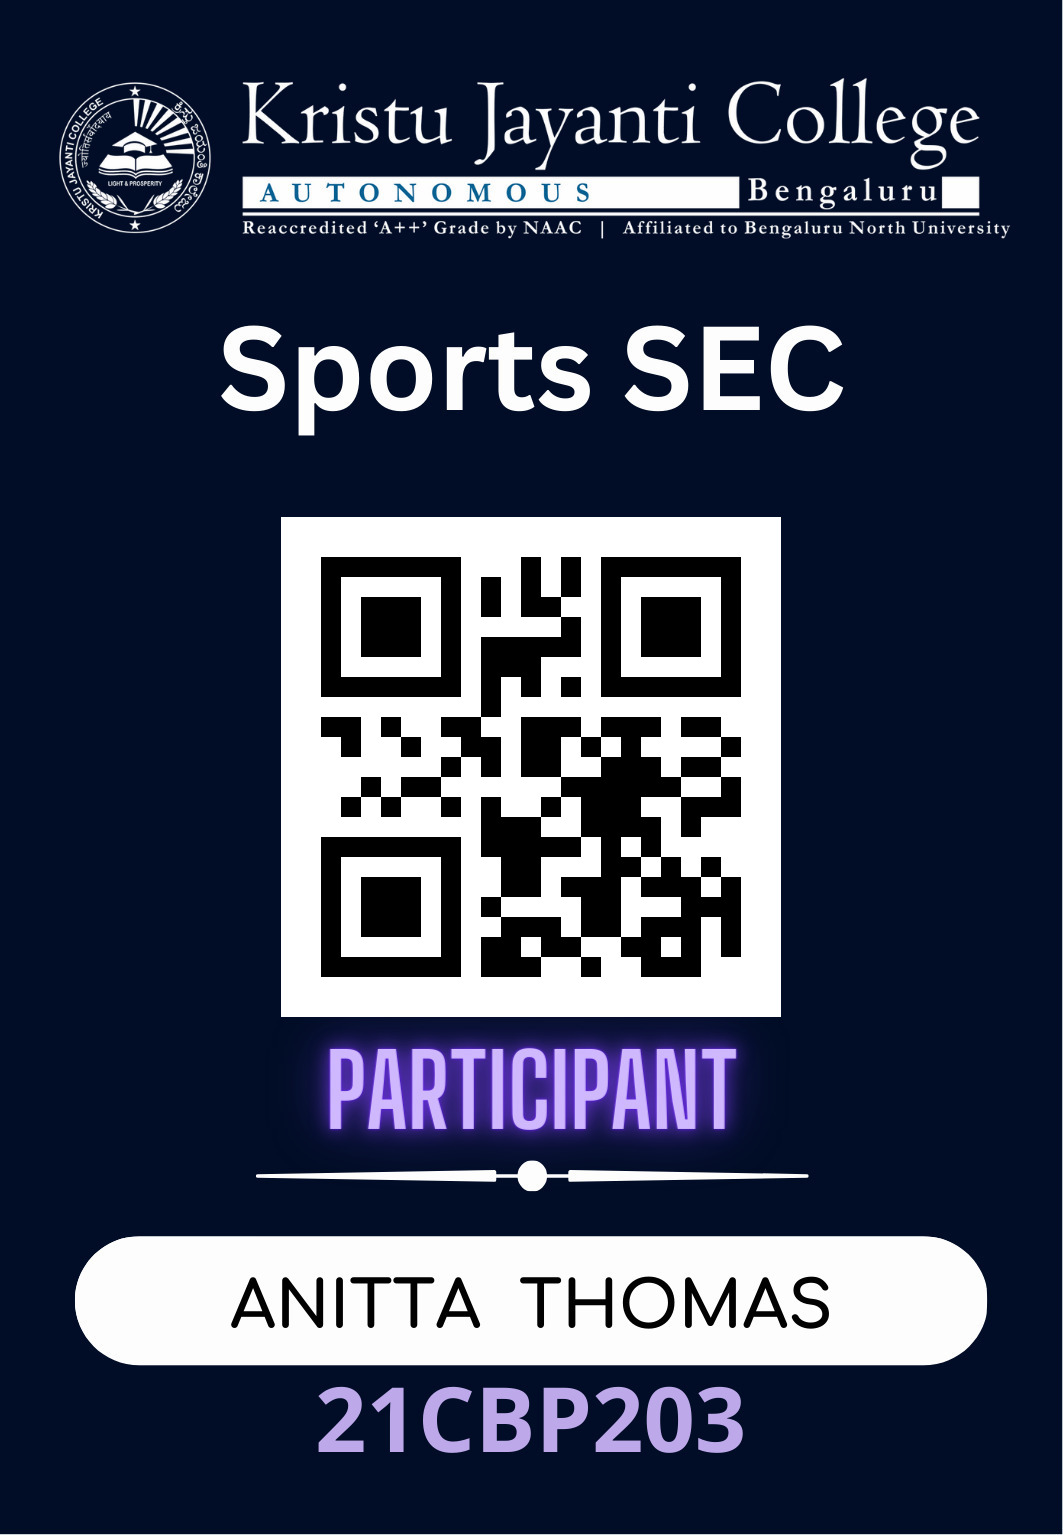 Kristu Jayanti College
AUTONOMOUS Bengaluru
Reaccredited ‘A++’ Grade by NAAC | Affiliated to Bengaluru North University
KRISTU JAYANTI COLLEGE
LIGHT & PROSPERITY
Sports SEC
PARTICIPANT
ANITTA THOMAS
21CBP203